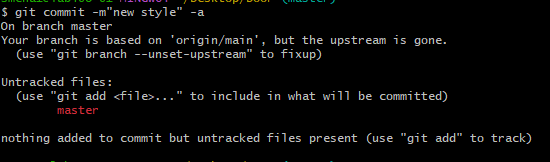 $ git commit -m"new style" -a
On branch master
Your branch is based on 'origin/main', but the upstream is gone.
  (use "git branch --unset-upstream" to fixup)

Untracked files:
  (use "git add <file>..." to include in what will be committed)
        master

nothing added to commit but untracked files present (use "git add" to track)